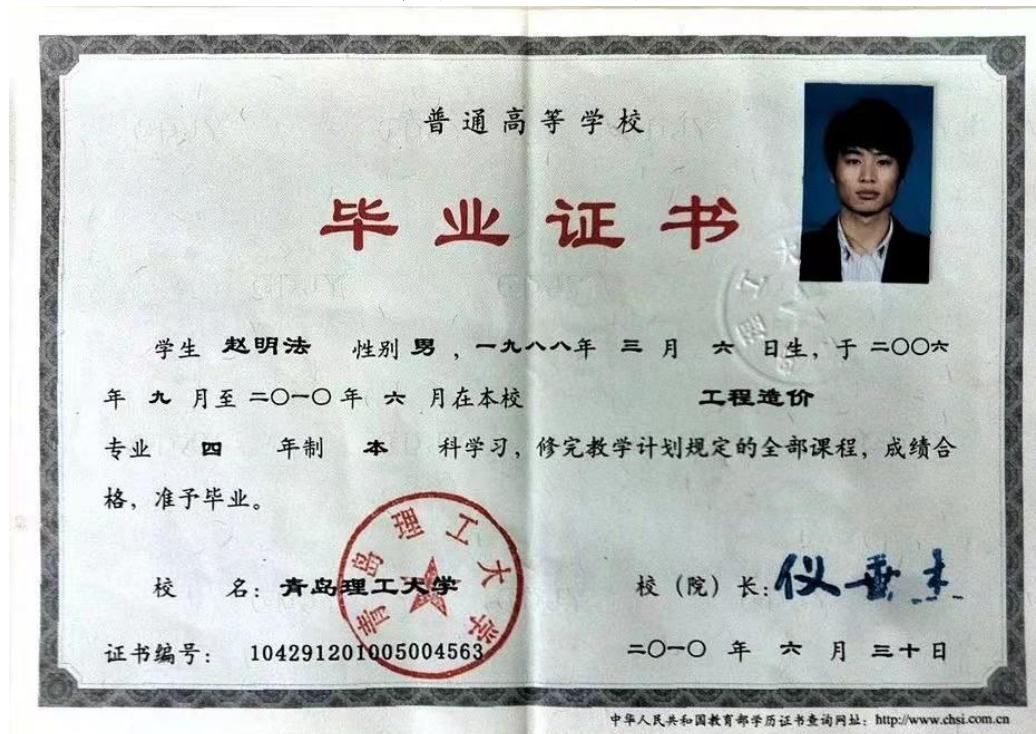 普通高等学校
毕业证书
学生 赵明法 性别 男 ，一九八八年 三 月 六 日生，于 二〇〇六
年 九 月至 二〇一〇 年 六 月在本校 工程造价
专业 四 年制 本 科学习，修完教学计划规定的全部课程，成绩合
格，准予毕业。
青岛理工大学
校 名：青岛理工大学 校（院）长：仪垂杰
证书编号： 104291201005004563 二〇一〇 年 六 月 三十日
中华人民共和国教育部学历证书查询网址：http://www.chsi.com.cn